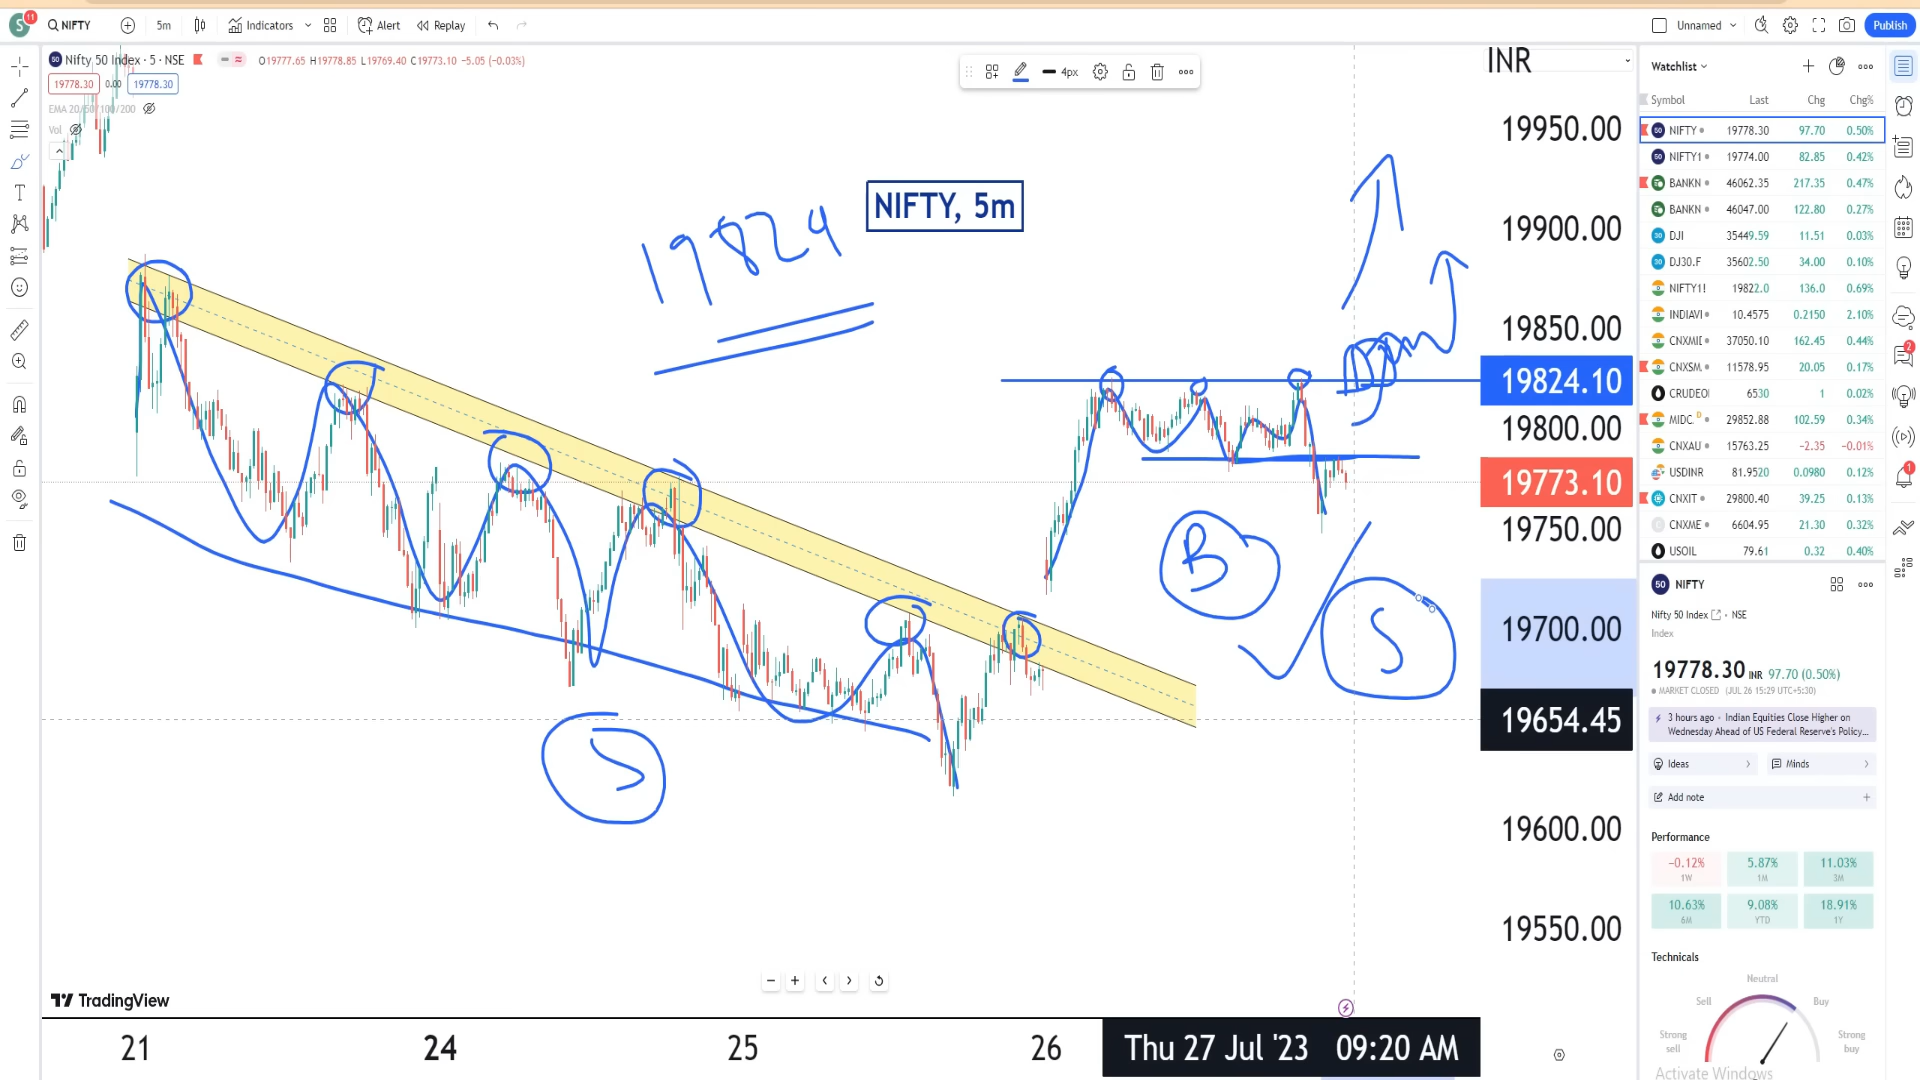 S 11 NIFTY 5m Indicators Alert Replay Unnamed Publish
Nifty 50 Index · 5 · NSE O19777.65 H19778.85 L19769.40 C19773.10 −5.05 (−0.03%)
19778.30 0.00 19778.30
EMA 20/50/100/200
Vol
4px
INR
NIFTY, 5m
19824
B
S
S
19950.00
19900.00
19850.00
19824.10
19800.00
19773.10
19750.00
19700.00
19654.45
19600.00
19550.00
TradingView
21 24 25 26 Thu 27 Jul '23 09:20 AM
Watchlist
Symbol Last Chg Chg%
50 NIFTY 19778.30 97.70 0.50%
50 NIFTY1 19774.00 82.85 0.42%
BANKN 46062.35 217.35 0.47%
BANKN 46047.00 122.80 0.27%
30 DJI 35449.59 11.51 0.03%
30 DJ30.F 35602.50 34.00 0.10%
NIFTY1! 19822.0 136.0 0.69%
INDIAVI 10.4575 0.2150 2.10%
CNXMIE 37050.10 162.45 0.44%
CNXSM. 11578.95 20.05 0.17%
CRUDEOI 6530 1 0.02%
MIDC. D 29852.88 102.59 0.34%
CNXAU 15763.25 −2.35 −0.01%
USDINR 81.9520 0.0980 0.12%
CNXIT 29800.40 39.25 0.13%
CNXME 6604.95 21.30 0.32%
USOIL 79.61 0.32 0.40%
50 NIFTY
Nifty 50 Index · NSE
Index
19778.30 INR 97.70 (0.50%)
MARKET CLOSED (JUL 26 15:29 UTC+5:30)
3 hours ago · Indian Equities Close Higher on
Wednesday Ahead of US Federal Reserve's Policy...
Ideas Minds
Add note
Performance
−0.12% 5.87% 11.03%
1W 1M 3M
10.63% 9.08% 18.91%
6M YTD 1Y
Technicals
Neutral
Sell Buy
Strong sell Strong buy
Activate Windows
2
1